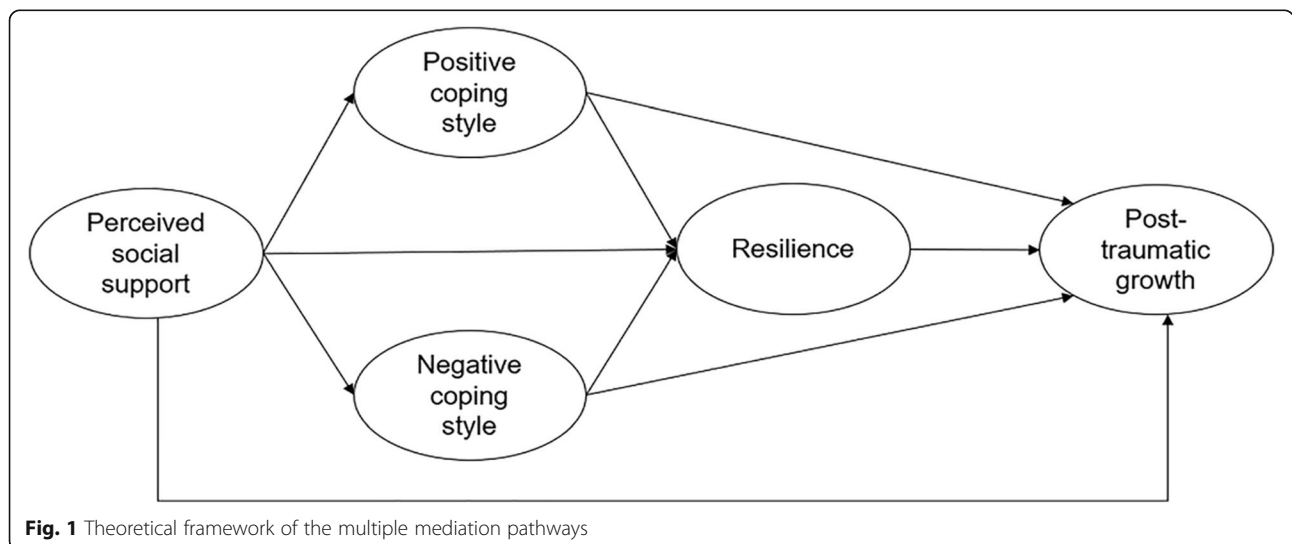 Positive
coping
style
Perceived
social
support
Resilience
Post-
traumatic
growth
Negative
coping
style
Fig. 1 Theoretical framework of the multiple mediation pathways